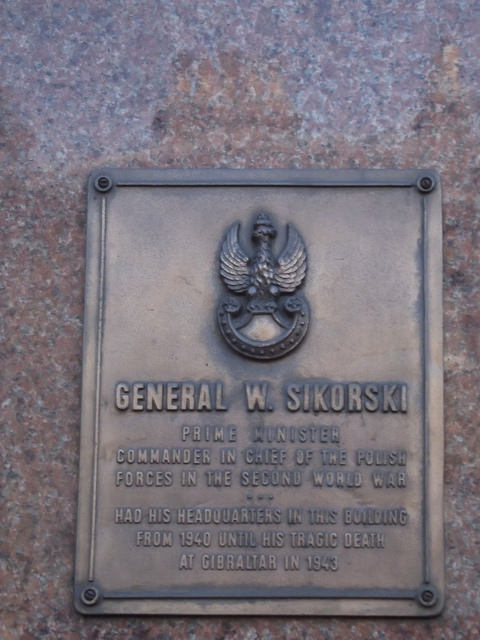 GENERAL W. SIKORSKI
PRIME MINISTER
COMMANDER IN CHIEF OF THE POLISH
FORCES IN THE SECOND WORLD WAR
...
HAD HIS HEADQUARTERS IN THIS BUILDING
FROM 1940 UNTIL HIS TRAGIC DEATH
AT GIBRALTAR IN 1943